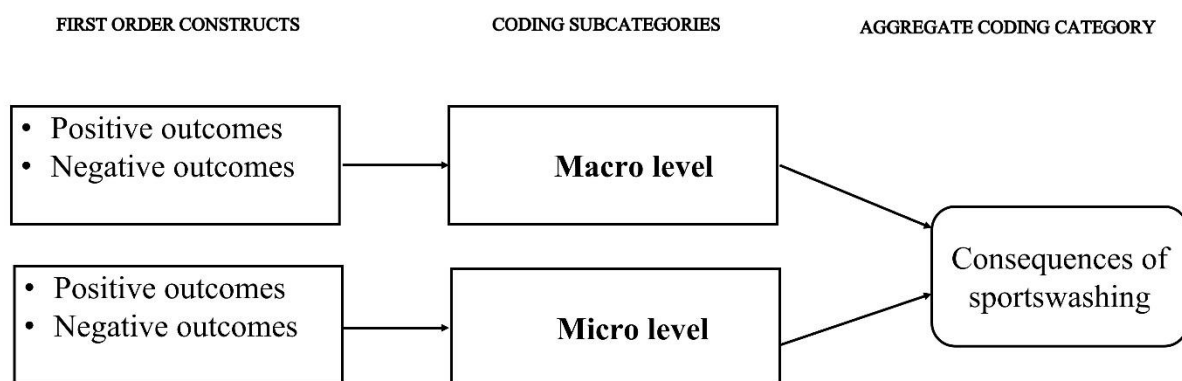 FIRST ORDER CONSTRUCTS
CODING SUBCATEGORIES
AGGREGATE CODING CATEGORY
• Positive outcomes
• Negative outcomes
Macro level
• Positive outcomes
• Negative outcomes
Micro level
Consequences of
sportswashing